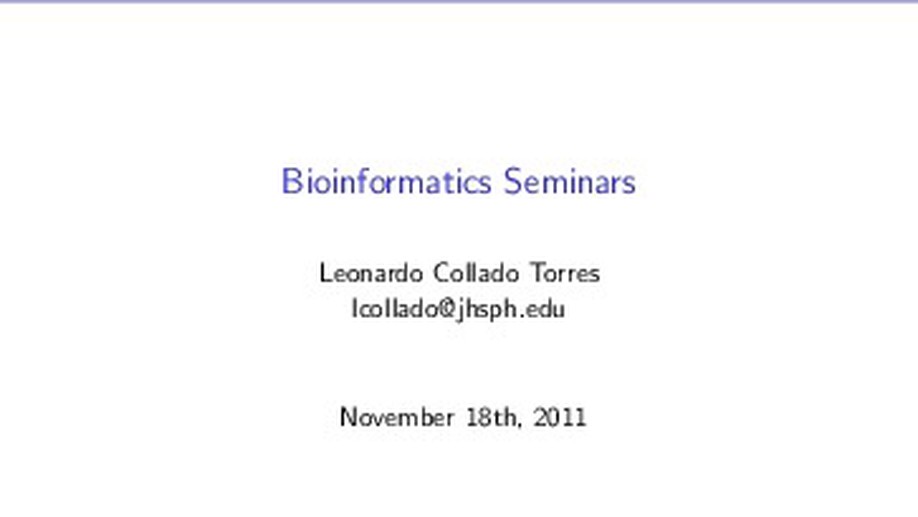 Bioinformatics Seminars
Leonardo Collado Torres
lcollado@jhsph.edu
November 18th, 2011